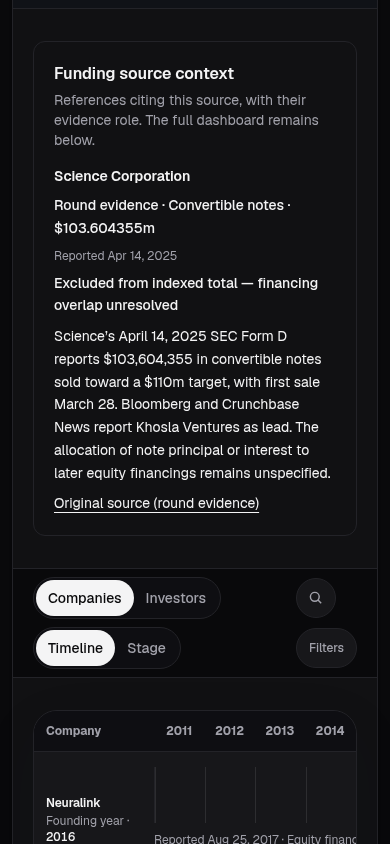 Funding source context
References citing this source, with their
evidence role. The full dashboard remains
below.
Science Corporation
Round evidence · Convertible notes ·
$103.604355m
Reported Apr 14, 2025
Excluded from indexed total — financing
overlap unresolved
Science's April 14, 2025 SEC Form D
reports $103,604,355 in convertible notes
sold toward a $110m target, with first sale
March 28. Bloomberg and Crunchbase
News report Khosla Ventures as lead. The
allocation of note principal or interest to
later equity financings remains unspecified.
Original source (round evidence)
Companies Investors
Timeline Stage Filters
Company 2011 2012 2013 2014
Neuralink
Founding year ·
2016
Reported Aug 25, 2017 · Equity financ